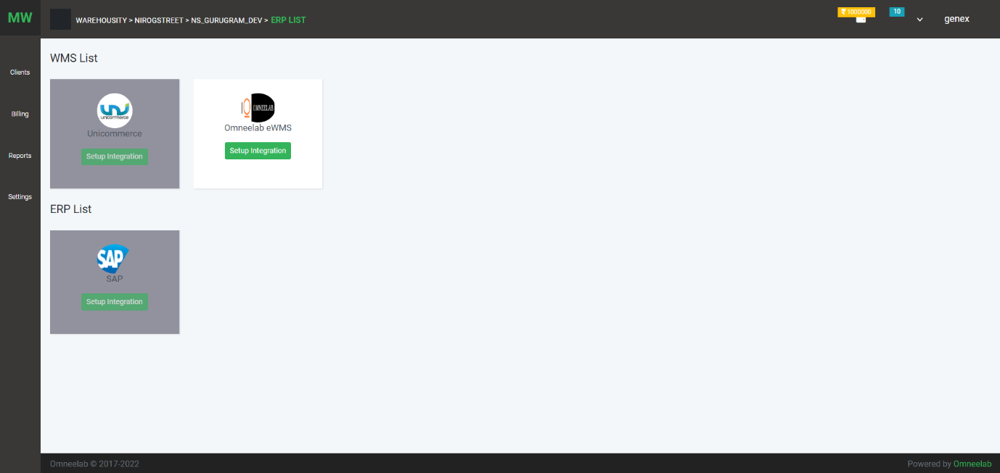 MW
WAREHOUSITY > NIROGSTREET > NS_GURUGRAM_DEV > ERP LIST
₹ 1000000
10
genex
Clients
Billing
Reports
Settings
WMS List
unicommerce
Unicommerce
Setup Integration
OMNEELAB
Omneelab eWMS
Setup Integration
ERP List
SAP
SAP
Setup Integration
Omneelab © 2017-2022
Powered by Omneelab